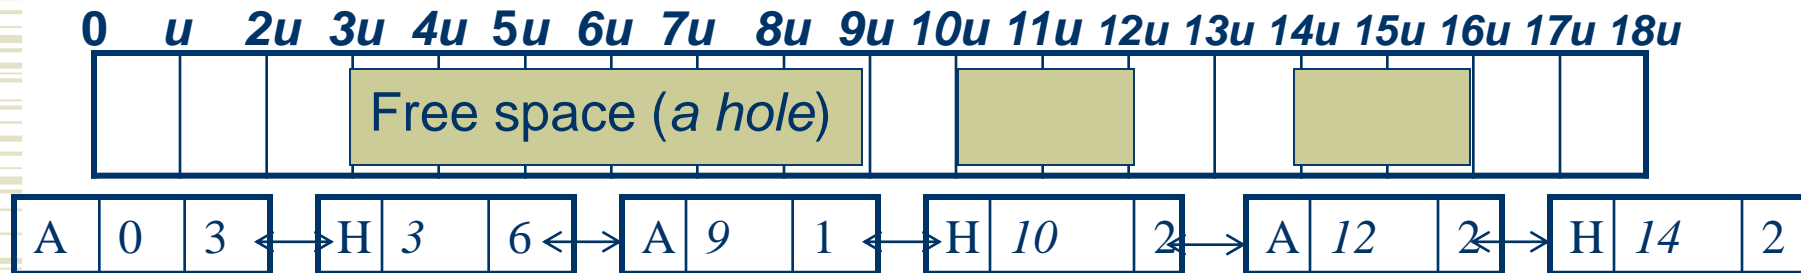 0 u 2u 3u 4u 5u 6u 7u 8u 9u 10u 11u 12u 13u 14u 15u 16u 17u 18u
Free space (a hole)
A 0 3 H 3 6 A 9 1 H 10 2 A 12 2 H 14 2